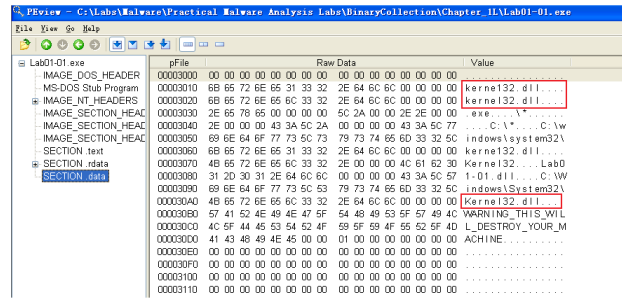 PEview - C:\Labs\Malware\Practical Malware Analysis Labs\BinaryCollection\Chapter_1L\Lab01-01.exe
File View Go Help
Lab01-01.exe
IMAGE_DOS_HEADER
MS-DOS Stub Program
IMAGE_NT_HEADERS
IMAGE_SECTION_HEAD
IMAGE_SECTION_HEAD
IMAGE_SECTION_HEAD
SECTION .text
SECTION .rdata
SECTION .data
pFile Raw Data Value
00003000 00 00 00 00 00 00 00 00 00 00 00 00 00 00 00 00 ................
00003010 6B 65 72 6E 65 31 33 32 2E 64 6C 6C 00 00 00 00 kerne132.dll....
00003020 6B 65 72 6E 65 6C 33 32 2E 64 6C 6C 00 00 00 00 kernel32.dll....
00003030 2E 65 78 65 00 00 00 00 5C 2A 00 00 2E 2E 00 00 .exe....\*......
00003040 2E 00 00 00 43 3A 5C 2A 00 00 00 00 43 3A 5C 77 ....C:\*....C:\w
00003050 69 6E 64 6F 77 73 5C 73 79 73 74 65 6D 33 32 5C indows\system32\
00003060 6B 65 72 6E 65 31 33 32 2E 64 6C 6C 00 00 00 00 kerne132.dll....
00003070 4B 65 72 6E 65 6C 33 32 2E 00 00 00 4C 61 62 30 Kernel32....Lab0
00003080 31 2D 30 31 2E 64 6C 6C 00 00 00 00 43 3A 5C 57 1-01.dll....C:\W
00003090 69 6E 64 6F 77 73 5C 53 79 73 74 65 6D 33 32 5C indows\System32\
000030A0 4B 65 72 6E 65 6C 33 32 2E 64 6C 6C 00 00 00 00 Kernel32.dll....
000030B0 57 41 52 4E 49 4E 47 5F 54 48 49 53 5F 57 49 4C WARNING_THIS_WIL
000030C0 4C 5F 44 45 53 54 52 4F 59 5F 59 4F 55 52 5F 4D L_DESTROY_YOUR_M
000030D0 41 43 48 49 4E 45 00 00 01 00 00 00 00 00 00 00 ACHINE..........
000030E0 00 00 00 00 00 00 00 00 00 00 00 00 00 00 00 00 ................
000030F0 00 00 00 00 00 00 00 00 00 00 00 00 00 00 00 00 ................
00003100 00 00 00 00 00 00 00 00 00 00 00 00 00 00 00 00 ................
00003110 00 00 00 00 00 00 00 00 00 00 00 00 00 00 00 00 ................